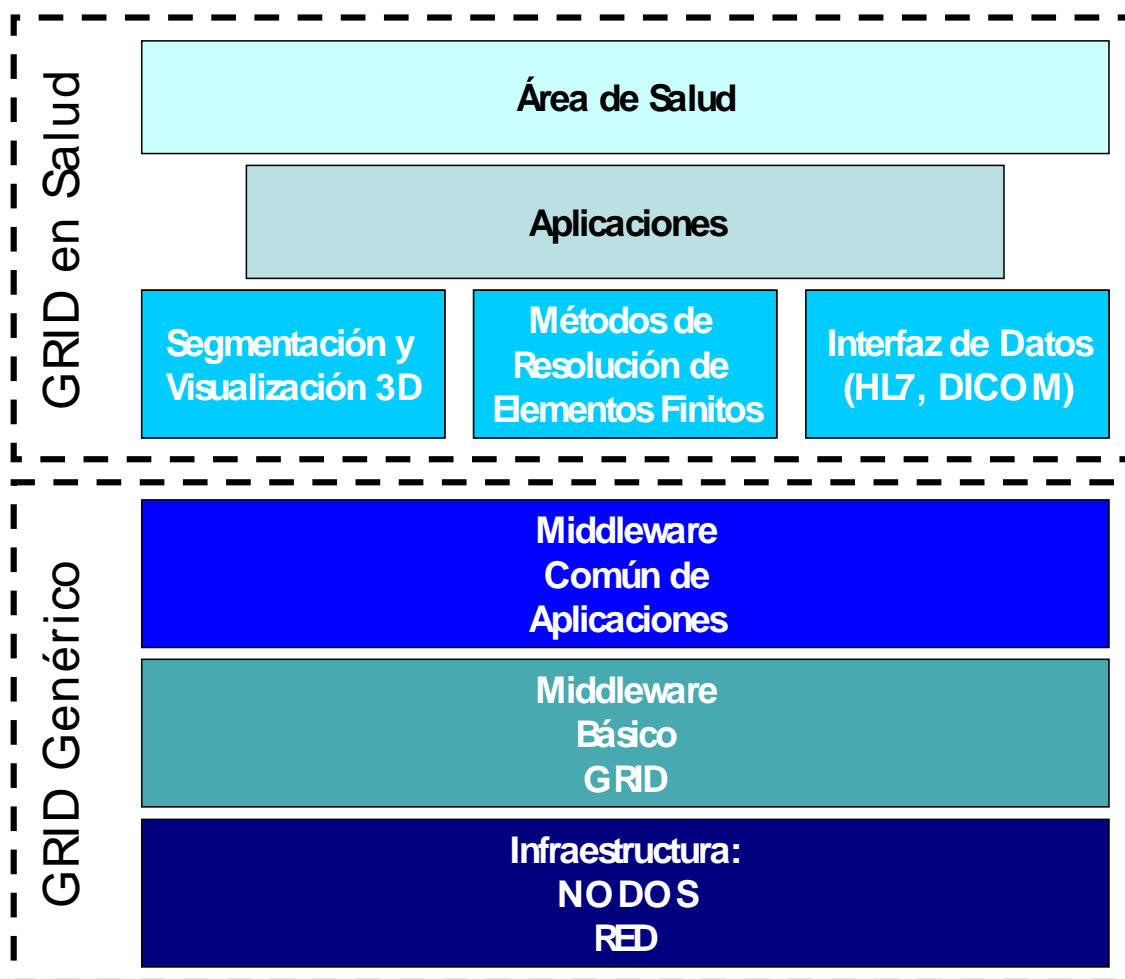 GRID en Salud
Área de Salud
Aplicaciones
Segmentación y
Visualización 3D
Métodos de
Resolución de
Elementos Finitos
Interfaz de Datos
(HL7, DICOM)
GRID Genérico
Middleware
Común de
Aplicaciones
Middleware
Básico
GRID
Infraestructura:
NODOS
RED